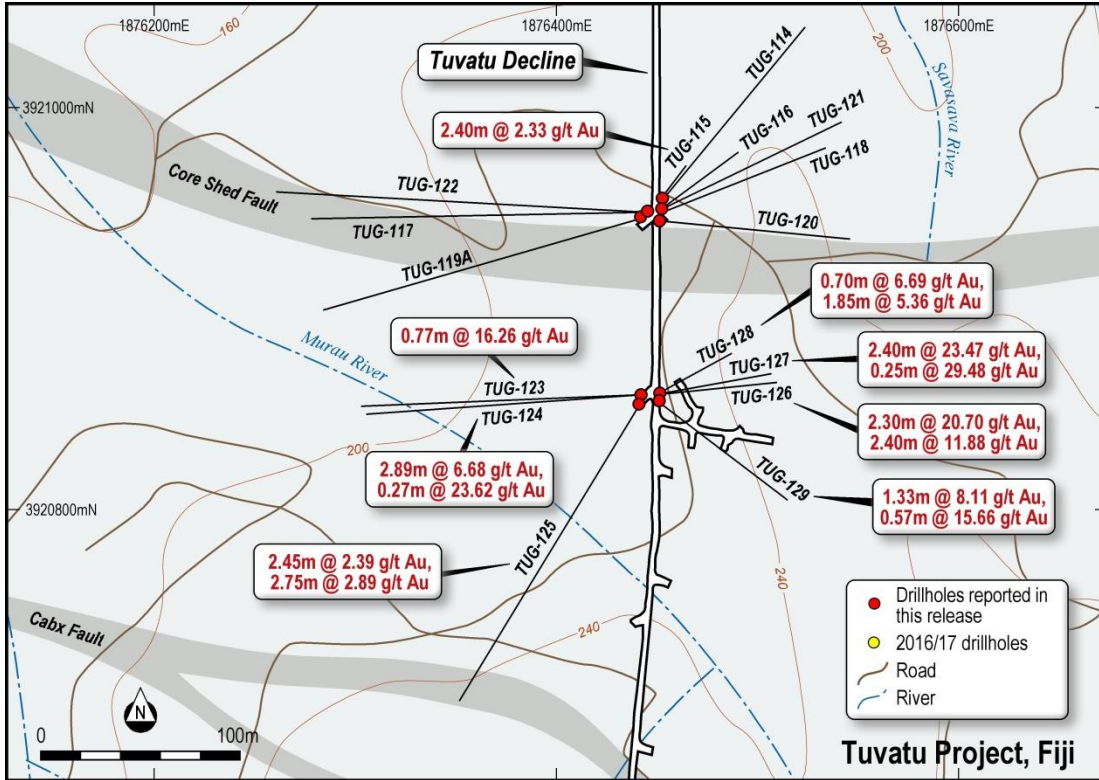 1876200mE
1876400mE
1876600mE
160
200
Tuvatu Decline
TUG-114
Savasava River
3921000mN
2.40m @ 2.33 g/t Au
TUG-115
TUG-116
TUG-121
TUG-118
Core Shed Fault
TUG-122
TUG-117
TUG-120
TUG-119A
0.70m @ 6.69 g/t Au,
1.85m @ 5.36 g/t Au
0.77m @ 16.26 g/t Au
Murau River
TUG-128
2.40m @ 23.47 g/t Au,
0.25m @ 29.48 g/t Au
TUG-127
TUG-123
TUG-126
TUG-124
2.30m @ 20.70 g/t Au,
2.40m @ 11.88 g/t Au
200
2.89m @ 6.68 g/t Au,
0.27m @ 23.62 g/t Au
TUG-129
1.33m @ 8.11 g/t Au,
0.57m @ 15.66 g/t Au
3920800mN
TUG-125
2.45m @ 2.39 g/t Au,
2.75m @ 2.89 g/t Au
240
240
Cabx Fault
Drillholes reported in
this release
2016/17 drillholes
Road
River
N
0
100m
Tuvatu Project, Fiji